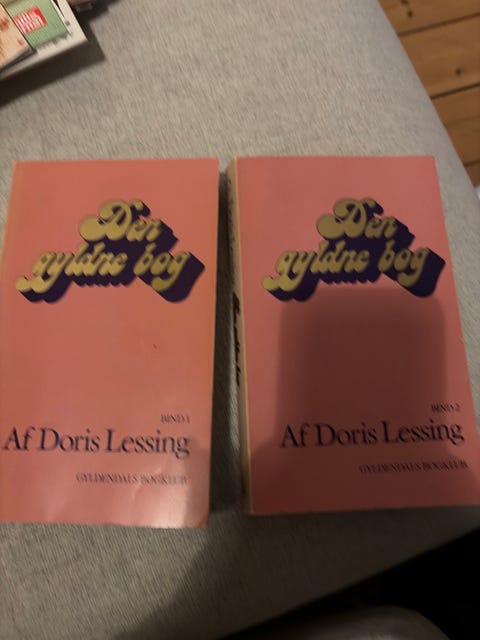 Den
gyldne bog
BIND 1
Af Doris Lessing
GYLDENDALS BOGKLUB
Den
gyldne bog
BIND 2
Af Doris Lessing
GYLDENDALS BOGKLUB